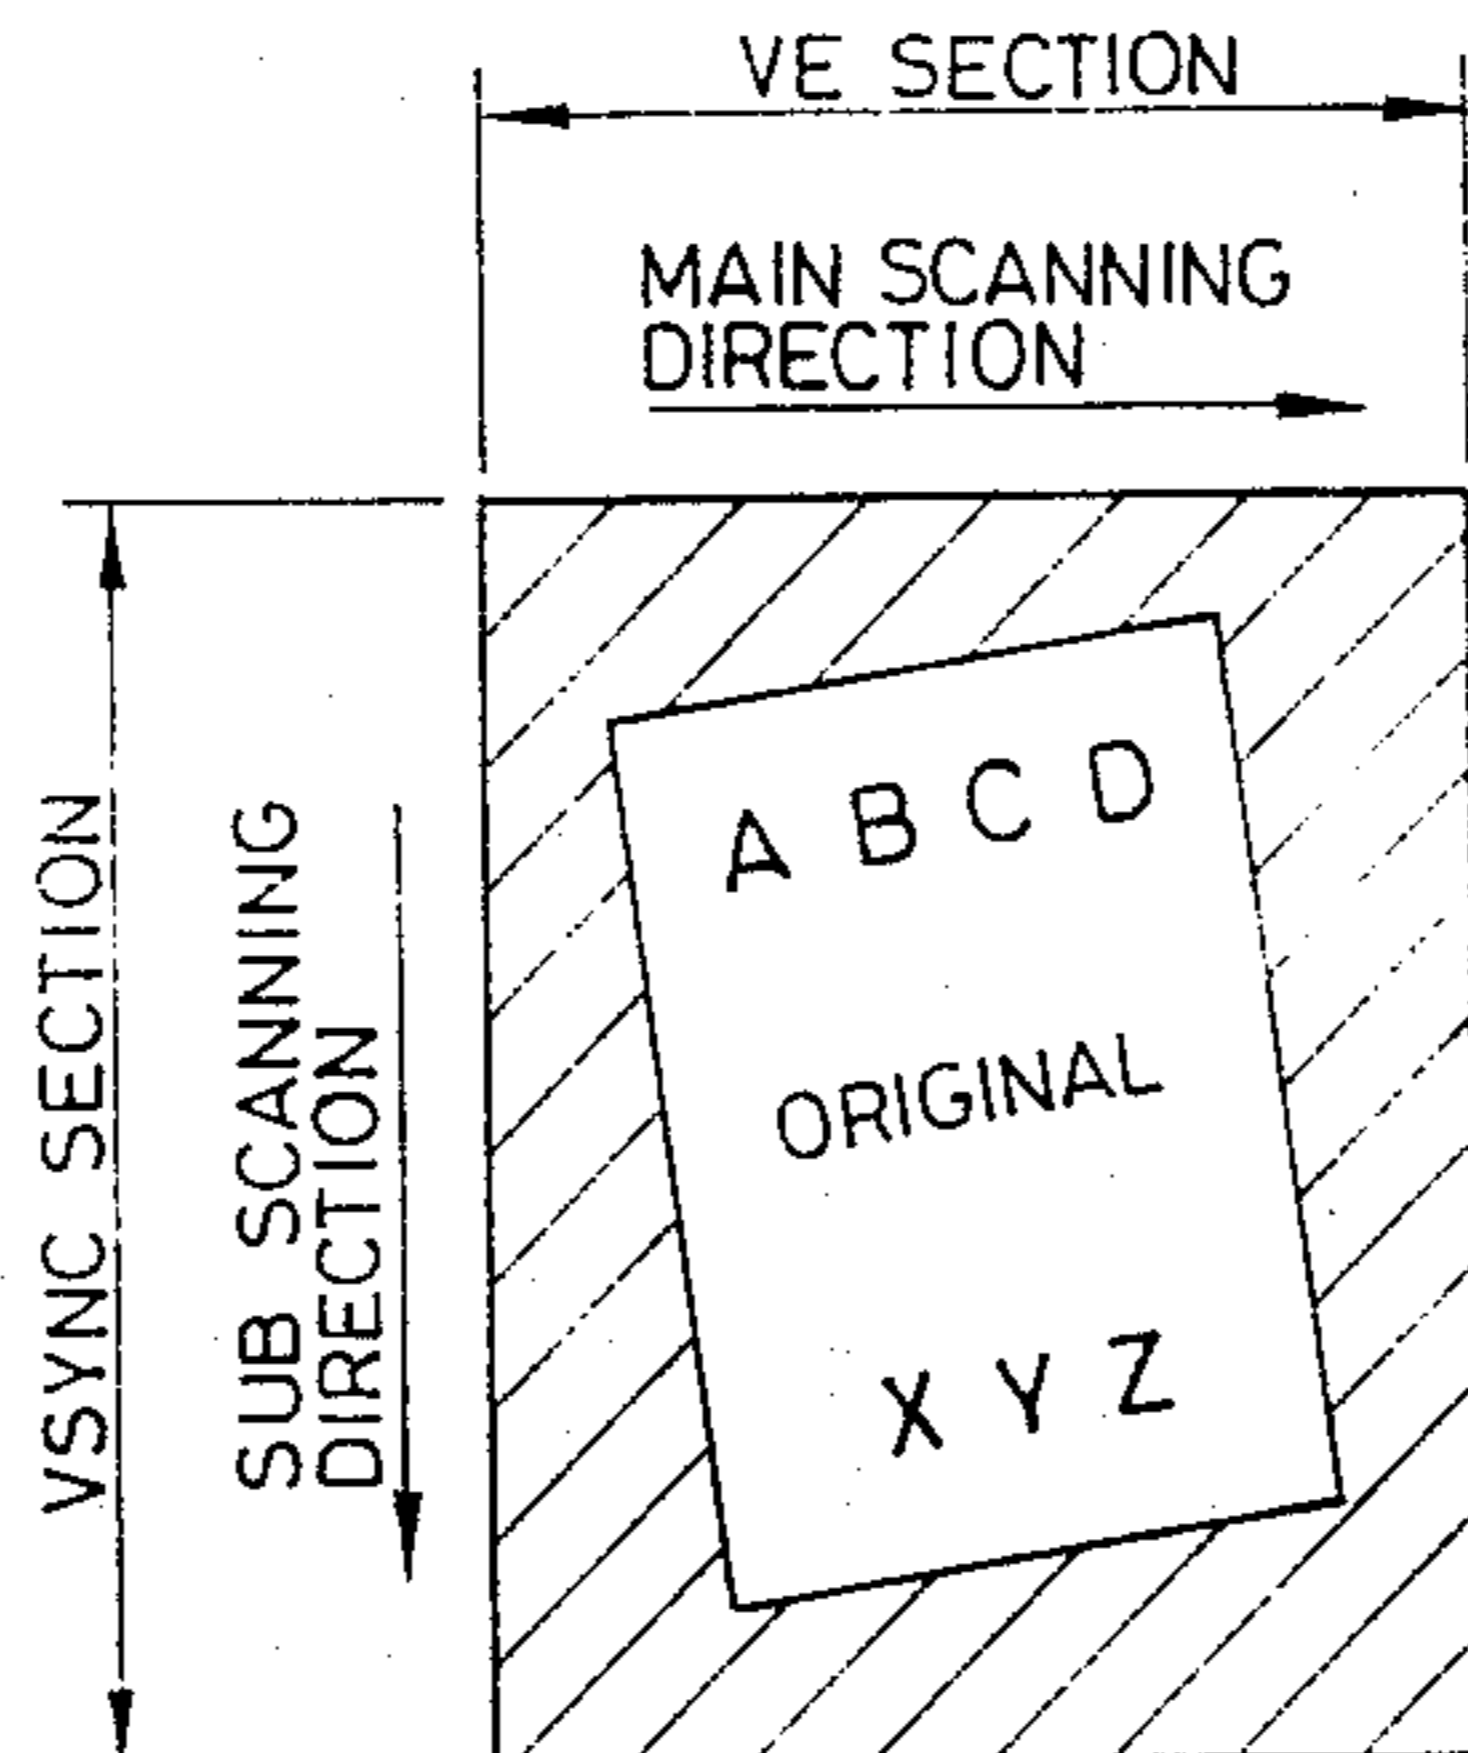 VE SECTION
MAIN SCANNING
DIRECTION
VSYNC SECTION
SUB SCANNING
DIRECTION
A B C D
ORIGINAL
X Y Z